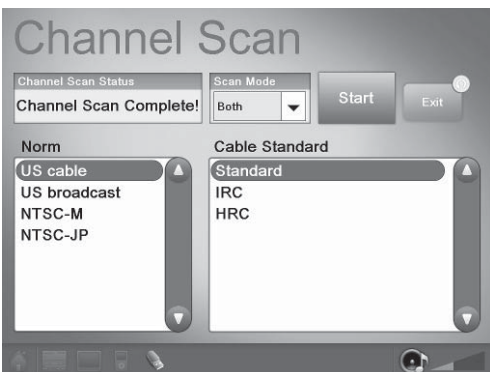 Channel Scan
Channel Scan Status
Channel Scan Complete!
Scan Mode
Both
Start
Exit
Norm
US cable
US broadcast
NTSC-M
NTSC-JP
Cable Standard
Standard
IRC
HRC